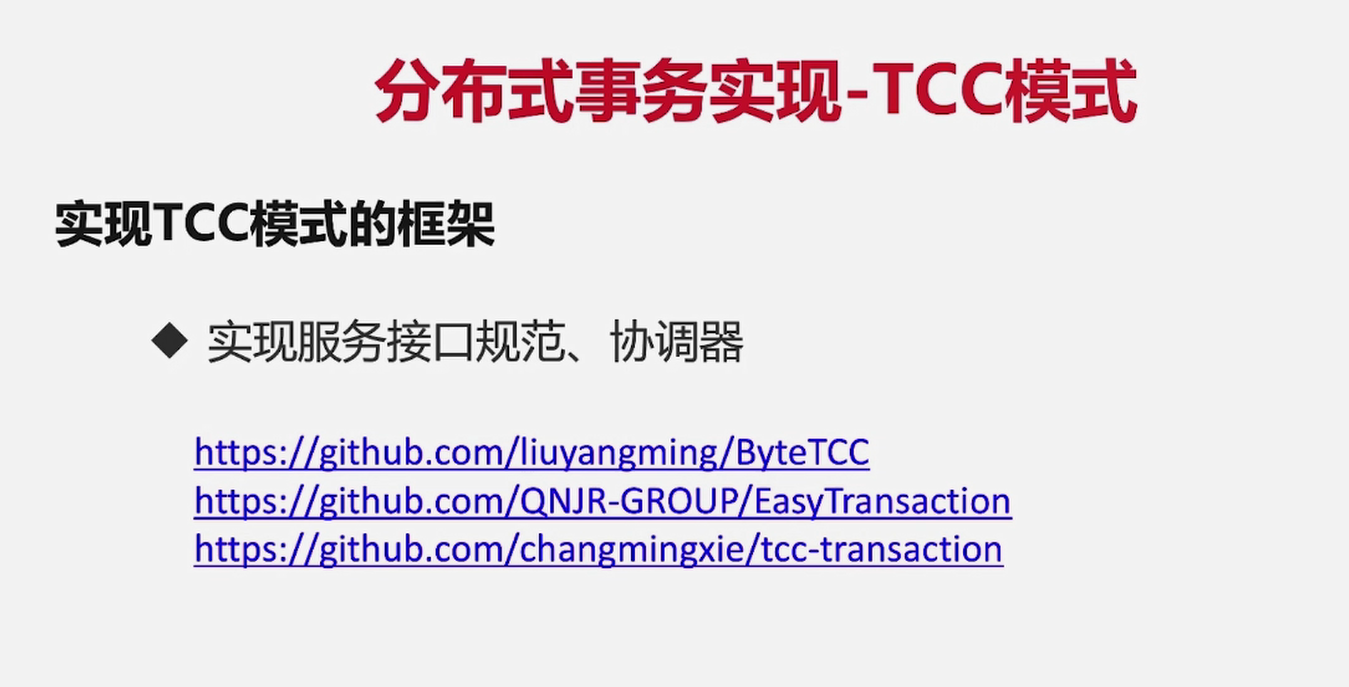 分布式事务实现-TCC模式
实现TCC模式的框架
◆ 实现服务接口规范、协调器
https://github.com/liuyangming/ByteTCC
https://github.com/QNJR-GROUP/EasyTransaction
https://github.com/changmingxie/tcc-transaction